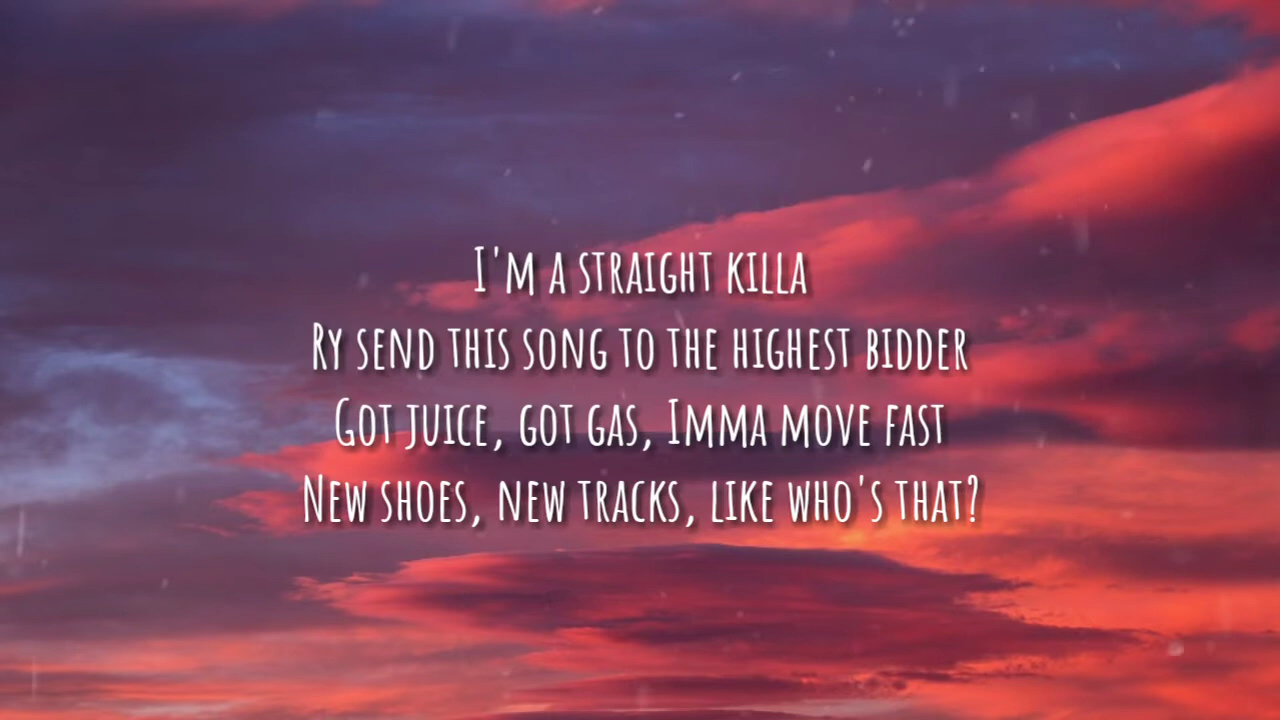 I'm a straight killa
Ry send this song to the highest bidder
Got juice, got gas, Imma move fast
New shoes, new tracks, like who's that?